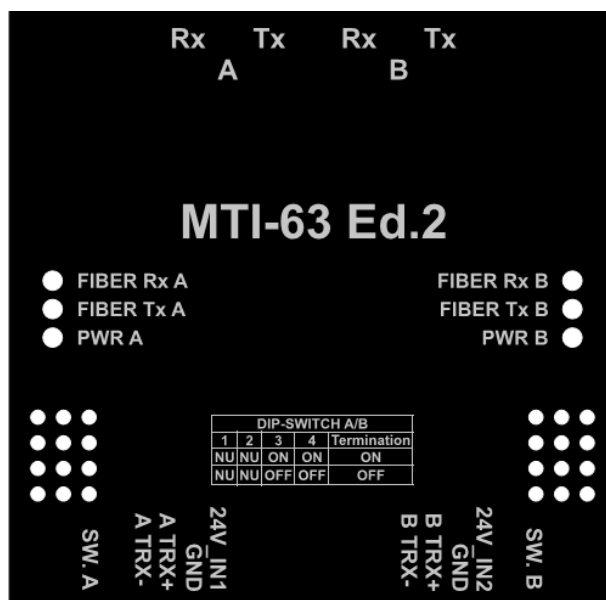 Rx Tx Rx Tx
A B
MTI-63 Ed.2
FIBER Rx A FIBER Rx B
FIBER Tx A FIBER Tx B
PWR A PWR B
DIP-SWITCH A/B
1 2 3 4 Termination
NU NU ON ON ON
NU NU OFF OFF OFF
SW. A
A TRX-
A TRX+
GND
24V_IN1
B TRX-
B TRX+
GND
24V_IN2
SW. B